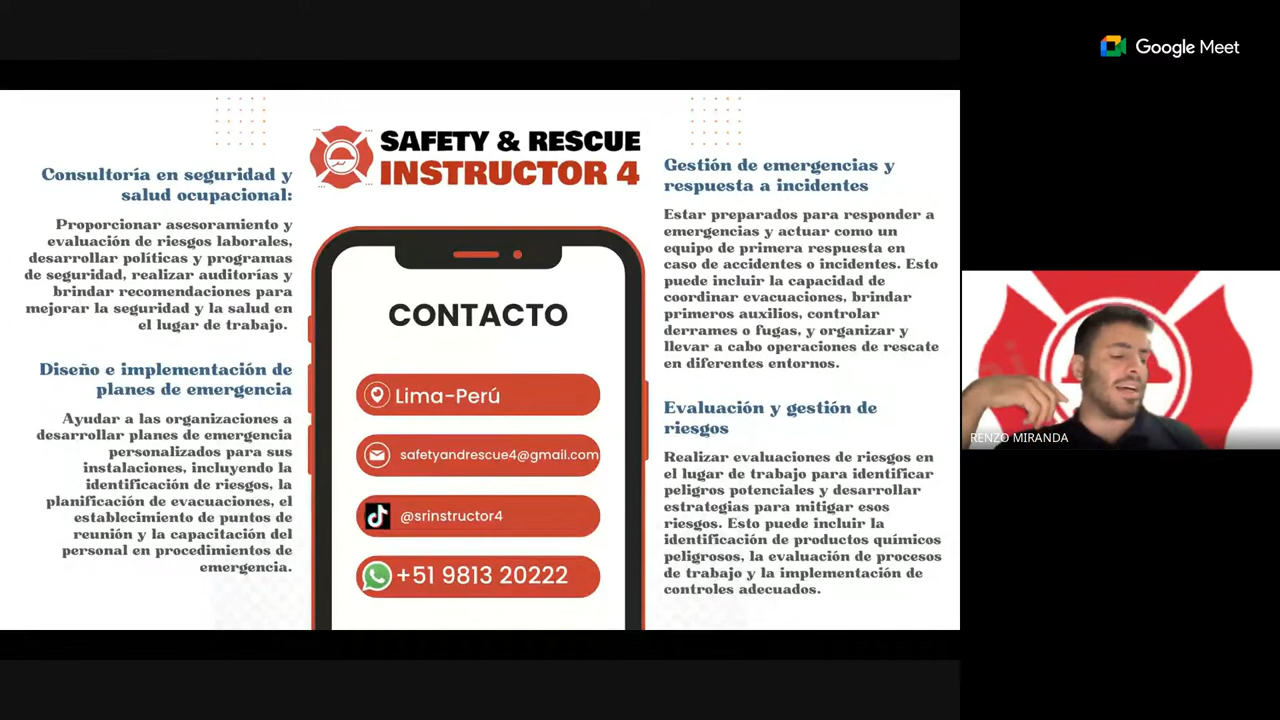 Google Meet
SAFETY & RESCUE
INSTRUCTOR 4
Consultoría en seguridad y
salud ocupacional:
Proporcionar asesoramiento y
evaluación de riesgos laborales,
desarrollar políticas y programas
de seguridad, realizar auditorías y
brindar recomendaciones para
mejorar la seguridad y la salud en
el lugar de trabajo.
Diseño e implementación de
planes de emergencia
Ayudar a las organizaciones a
desarrollar planes de emergencia
personalizados para sus
instalaciones, incluyendo la
identificación de riesgos, la
planificación de evacuaciones, el
establecimiento de puntos de
reunión y la capacitación del
personal en procedimientos de
emergencia.
CONTACTO
Lima-Perú
safetyandrescue4@gmail.com
@srinstructor4
+51 9813 20222
Gestión de emergencias y
respuesta a incidentes
Estar preparados para responder a
emergencias y actuar como un
equipo de primera respuesta en
caso de accidentes o incidentes. Esto
puede incluir la capacidad de
coordinar evacuaciones, brindar
primeros auxilios, controlar
derrames o fugas, y organizar y
llevar a cabo operaciones de rescate
en diferentes entornos.
Evaluación y gestión de
riesgos
Realizar evaluaciones de riesgos en
el lugar de trabajo para identificar
peligros potenciales y desarrollar
estrategias para mitigar esos
riesgos. Esto puede incluir la
identificación de productos químicos
peligrosos, la evaluación de procesos
de trabajo y la implementación de
controles adecuados.
RENZO MIRANDA